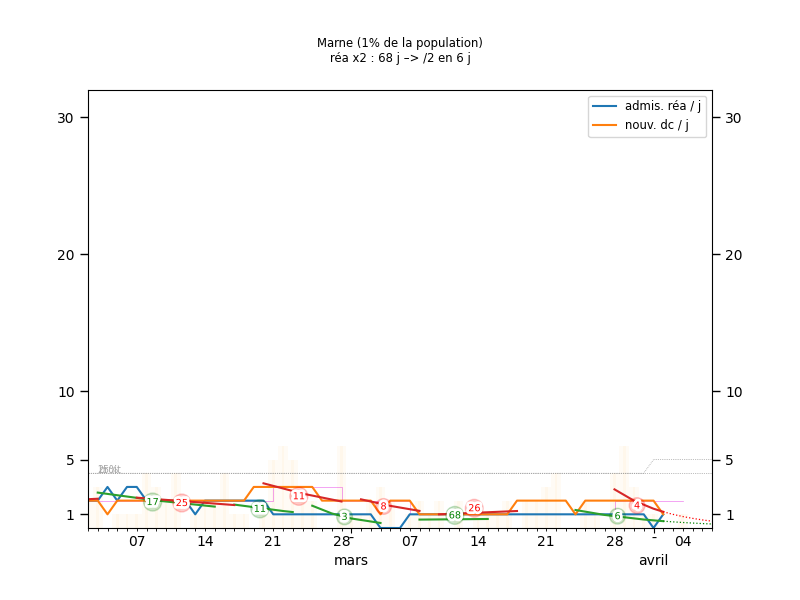 Marne (1% de la population)
réa x2 : 68 j –> /2 en 6 j
admis. réa / j
nouv. dc / j
30 30
20 20
10 10
5 5
1 1
17 25 11 11 3 8 68 26 6 4
07 14 21 28 07 14 21 28 04
mars avril